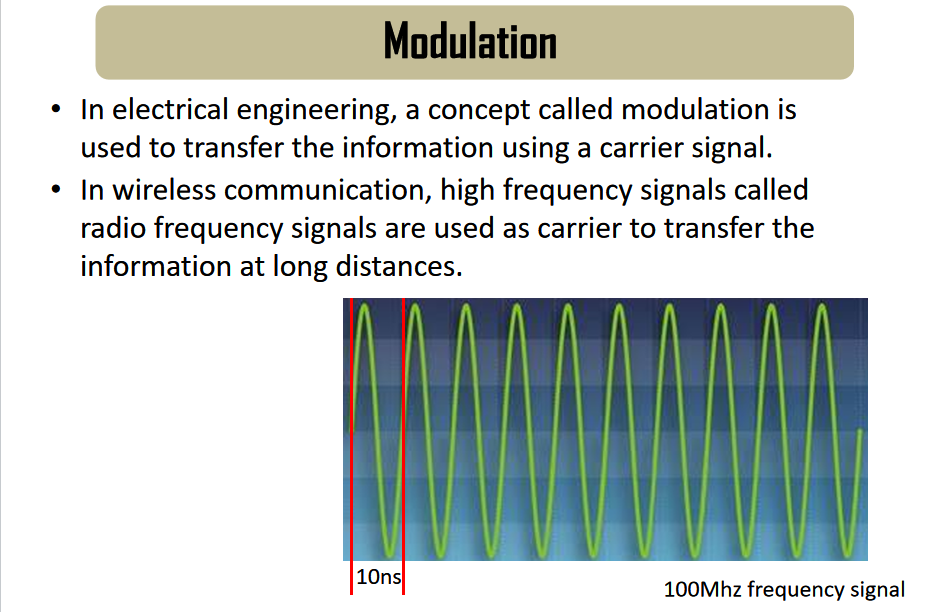 Modulation
• In electrical engineering, a concept called modulation is
used to transfer the information using a carrier signal.
• In wireless communication, high frequency signals called
radio frequency signals are used as carrier to transfer the
information at long distances.
10ns
100Mhz frequency signal